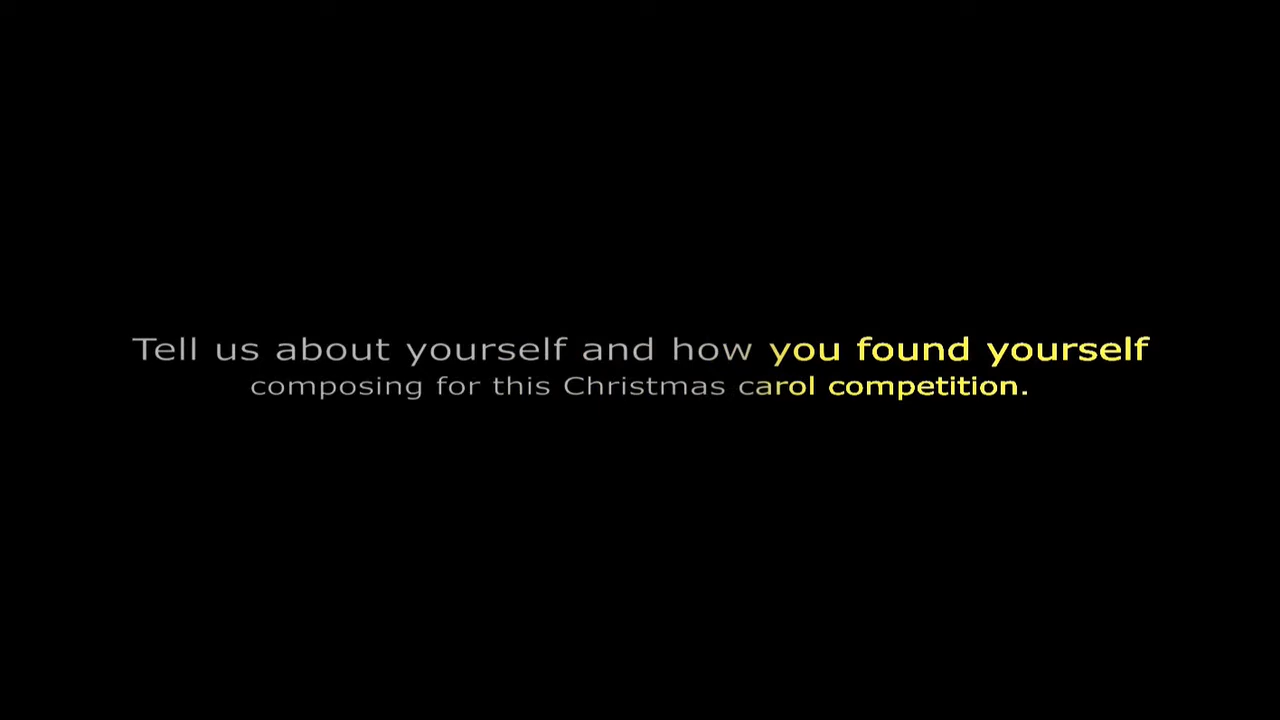 Tell us about yourself and how you found yourself
composing for this Christmas carol competition.